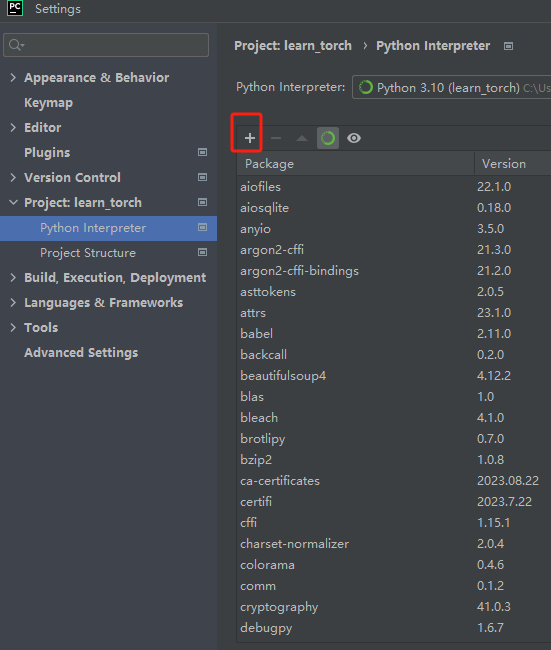 PC
Settings
Project: learn_torch › Python Interpreter
Python Interpreter: Python 3.10 (learn_torch) C:\Us
Appearance & Behavior
Keymap
Editor
Plugins
Version Control
Project: learn_torch
Python Interpreter
Project Structure
Build, Execution, Deployment
Languages & Frameworks
Tools
Advanced Settings
Package Version
aiofiles 22.1.0
aiosqlite 0.18.0
anyio 3.5.0
argon2-cffi 21.3.0
argon2-cffi-bindings 21.2.0
asttokens 2.0.5
attrs 23.1.0
babel 2.11.0
backcall 0.2.0
beautifulsoup4 4.12.2
blas 1.0
bleach 4.1.0
brotlipy 0.7.0
bzip2 1.0.8
ca-certificates 2023.08.22
certifi 2023.7.22
cffi 1.15.1
charset-normalizer 2.0.4
colorama 0.4.6
comm 0.1.2
cryptography 41.0.3
debugpy 1.6.7